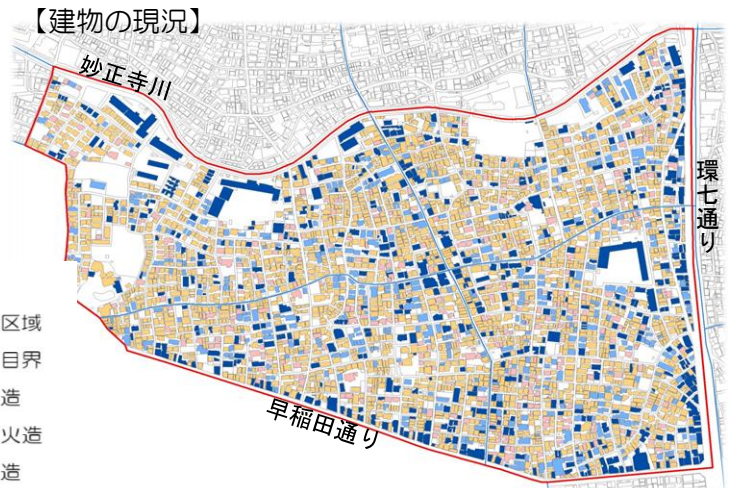 【建物の現況】
妙正寺川
環七通り
早稲田通り
区域
目界
造
火造
造